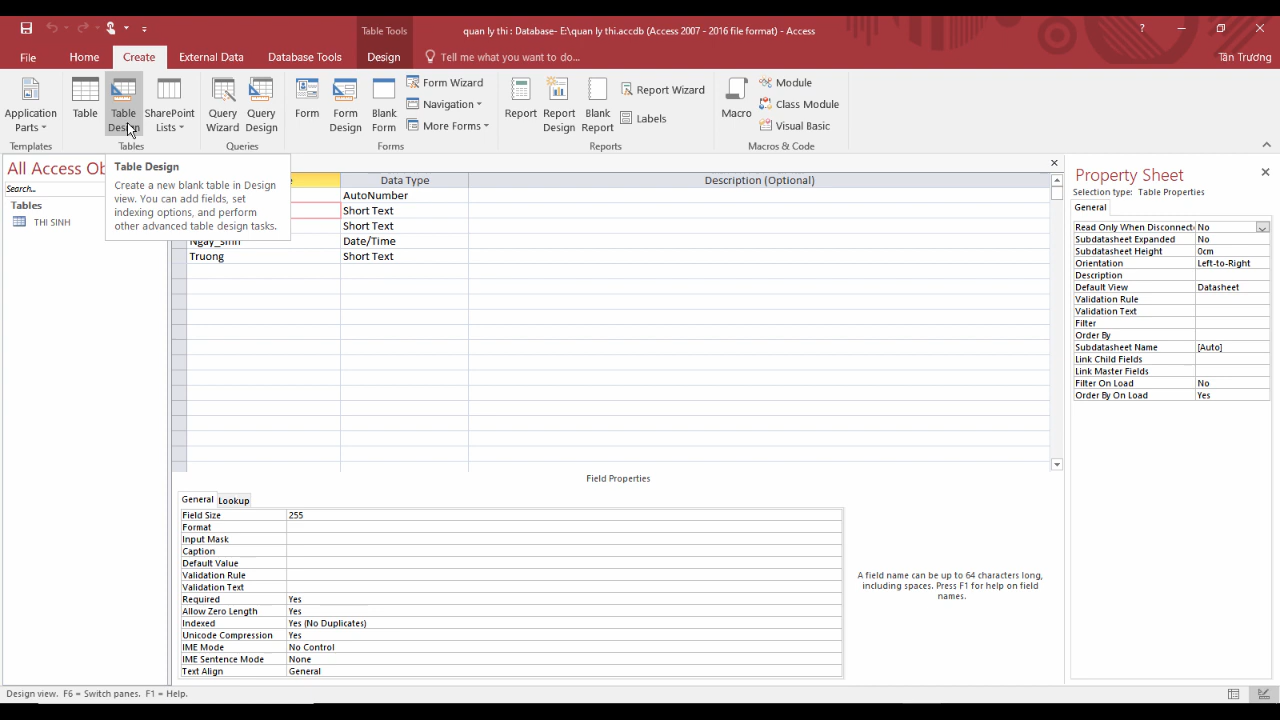 Table Tools
quan ly thi : Database- E:\quan ly thi.accdb (Access 2007 - 2016 file format) - Access
?
File
Home
Create
External Data
Database Tools
Design
Tell me what you want to do...
Tân Trương
Application Parts
Table
Table Design
SharePoint Lists
Query Wizard
Query Design
Form
Form Design
Blank Form
Form Wizard
Navigation
More Forms
Report
Report Design
Blank Report
Report Wizard
Labels
Macro
Module
Class Module
Visual Basic
Templates
Tables
Queries
Forms
Reports
Macros & Code
All Access Ob
Search...
Tables
THI SINH
Table Design
Create a new blank table in Design
view. You can add fields, set
indexing options, and perform
other advanced table design tasks.
Data Type
Description (Optional)
AutoNumber
Short Text
Short Text
Ngay_sinh Date/Time
Truong Short Text
Field Properties
General Lookup
Field Size 255
Format
Input Mask
Caption
Default Value
Validation Rule
Validation Text
Required Yes
Allow Zero Length Yes
Indexed Yes (No Duplicates)
Unicode Compression Yes
IME Mode No Control
IME Sentence Mode None
Text Align General
A field name can be up to 64 characters long,
including spaces. Press F1 for help on field
names.
Property Sheet
Selection type: Table Properties
General
Read Only When Disconnect No
Subdatasheet Expanded No
Subdatasheet Height 0cm
Orientation Left-to-Right
Description
Default View Datasheet
Validation Rule
Validation Text
Filter
Order By
Subdatasheet Name [Auto]
Link Child Fields
Link Master Fields
Filter On Load No
Order By On Load Yes
Design view. F6 = Switch panes. F1 = Help.